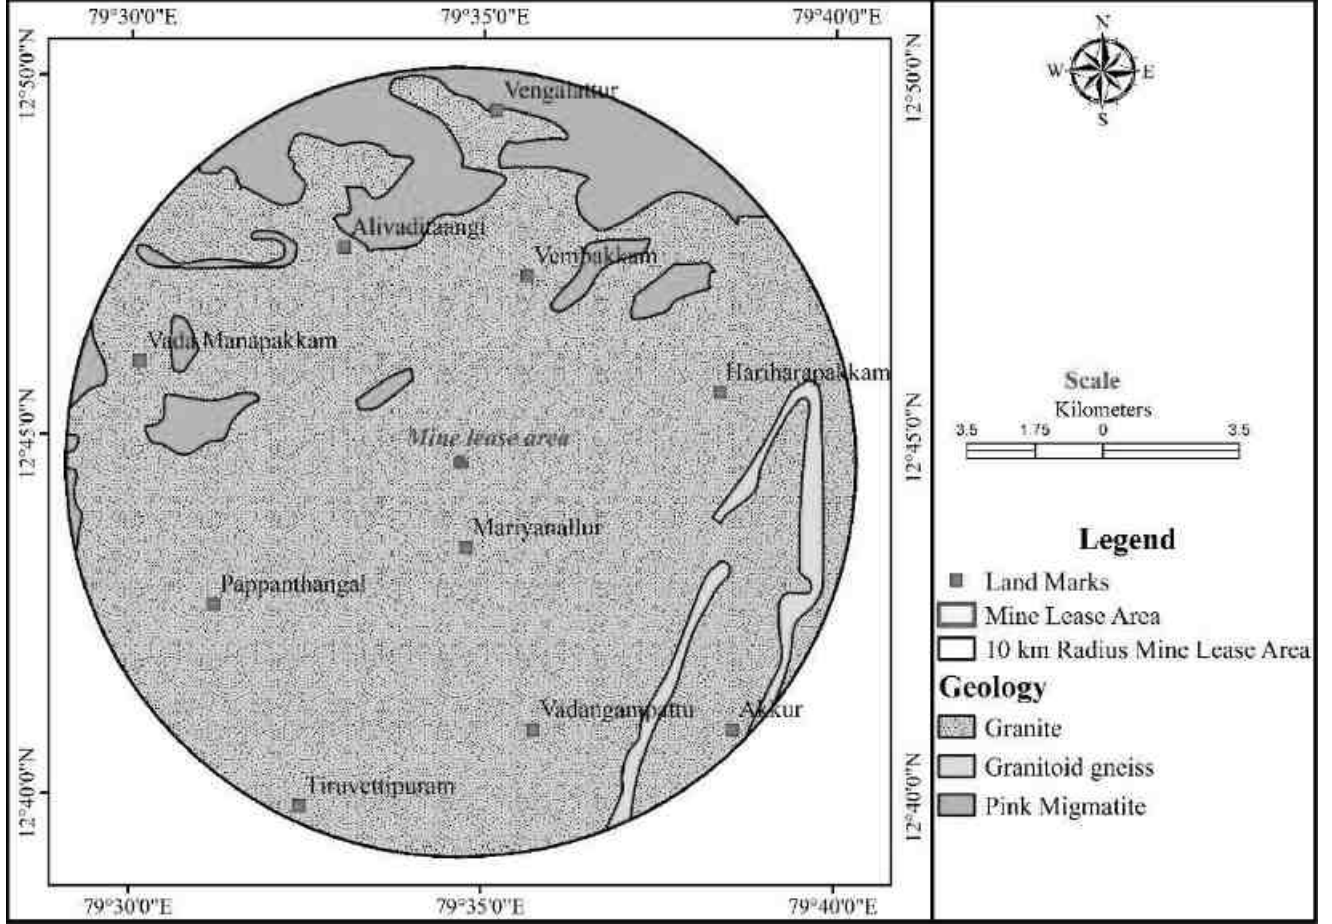 79°30'0"E 79°35'0"E 79°40'0"E
12°50'0"N 12°50'0"N
N
W E
S
Vengalattur
Alivaditaangi
Vembakkam
Vada Manapakkam
Hariharapakkam
12°45'0"N 12°45'0"N
Mine lease area
Mariyanallur
Pappanthangal
Vadangampattu
Akkur
Tiruvettipuram
12°40'0"N 12°40'0"N
79°30'0"E 79°35'0"E 79°40'0"E
Scale
Kilometers
3.5 1.75 0 3.5
Legend
Land Marks
Mine Lease Area
10 km Radius Mine Lease Area
Geology
Granite
Granitoid gneiss
Pink Migmatite